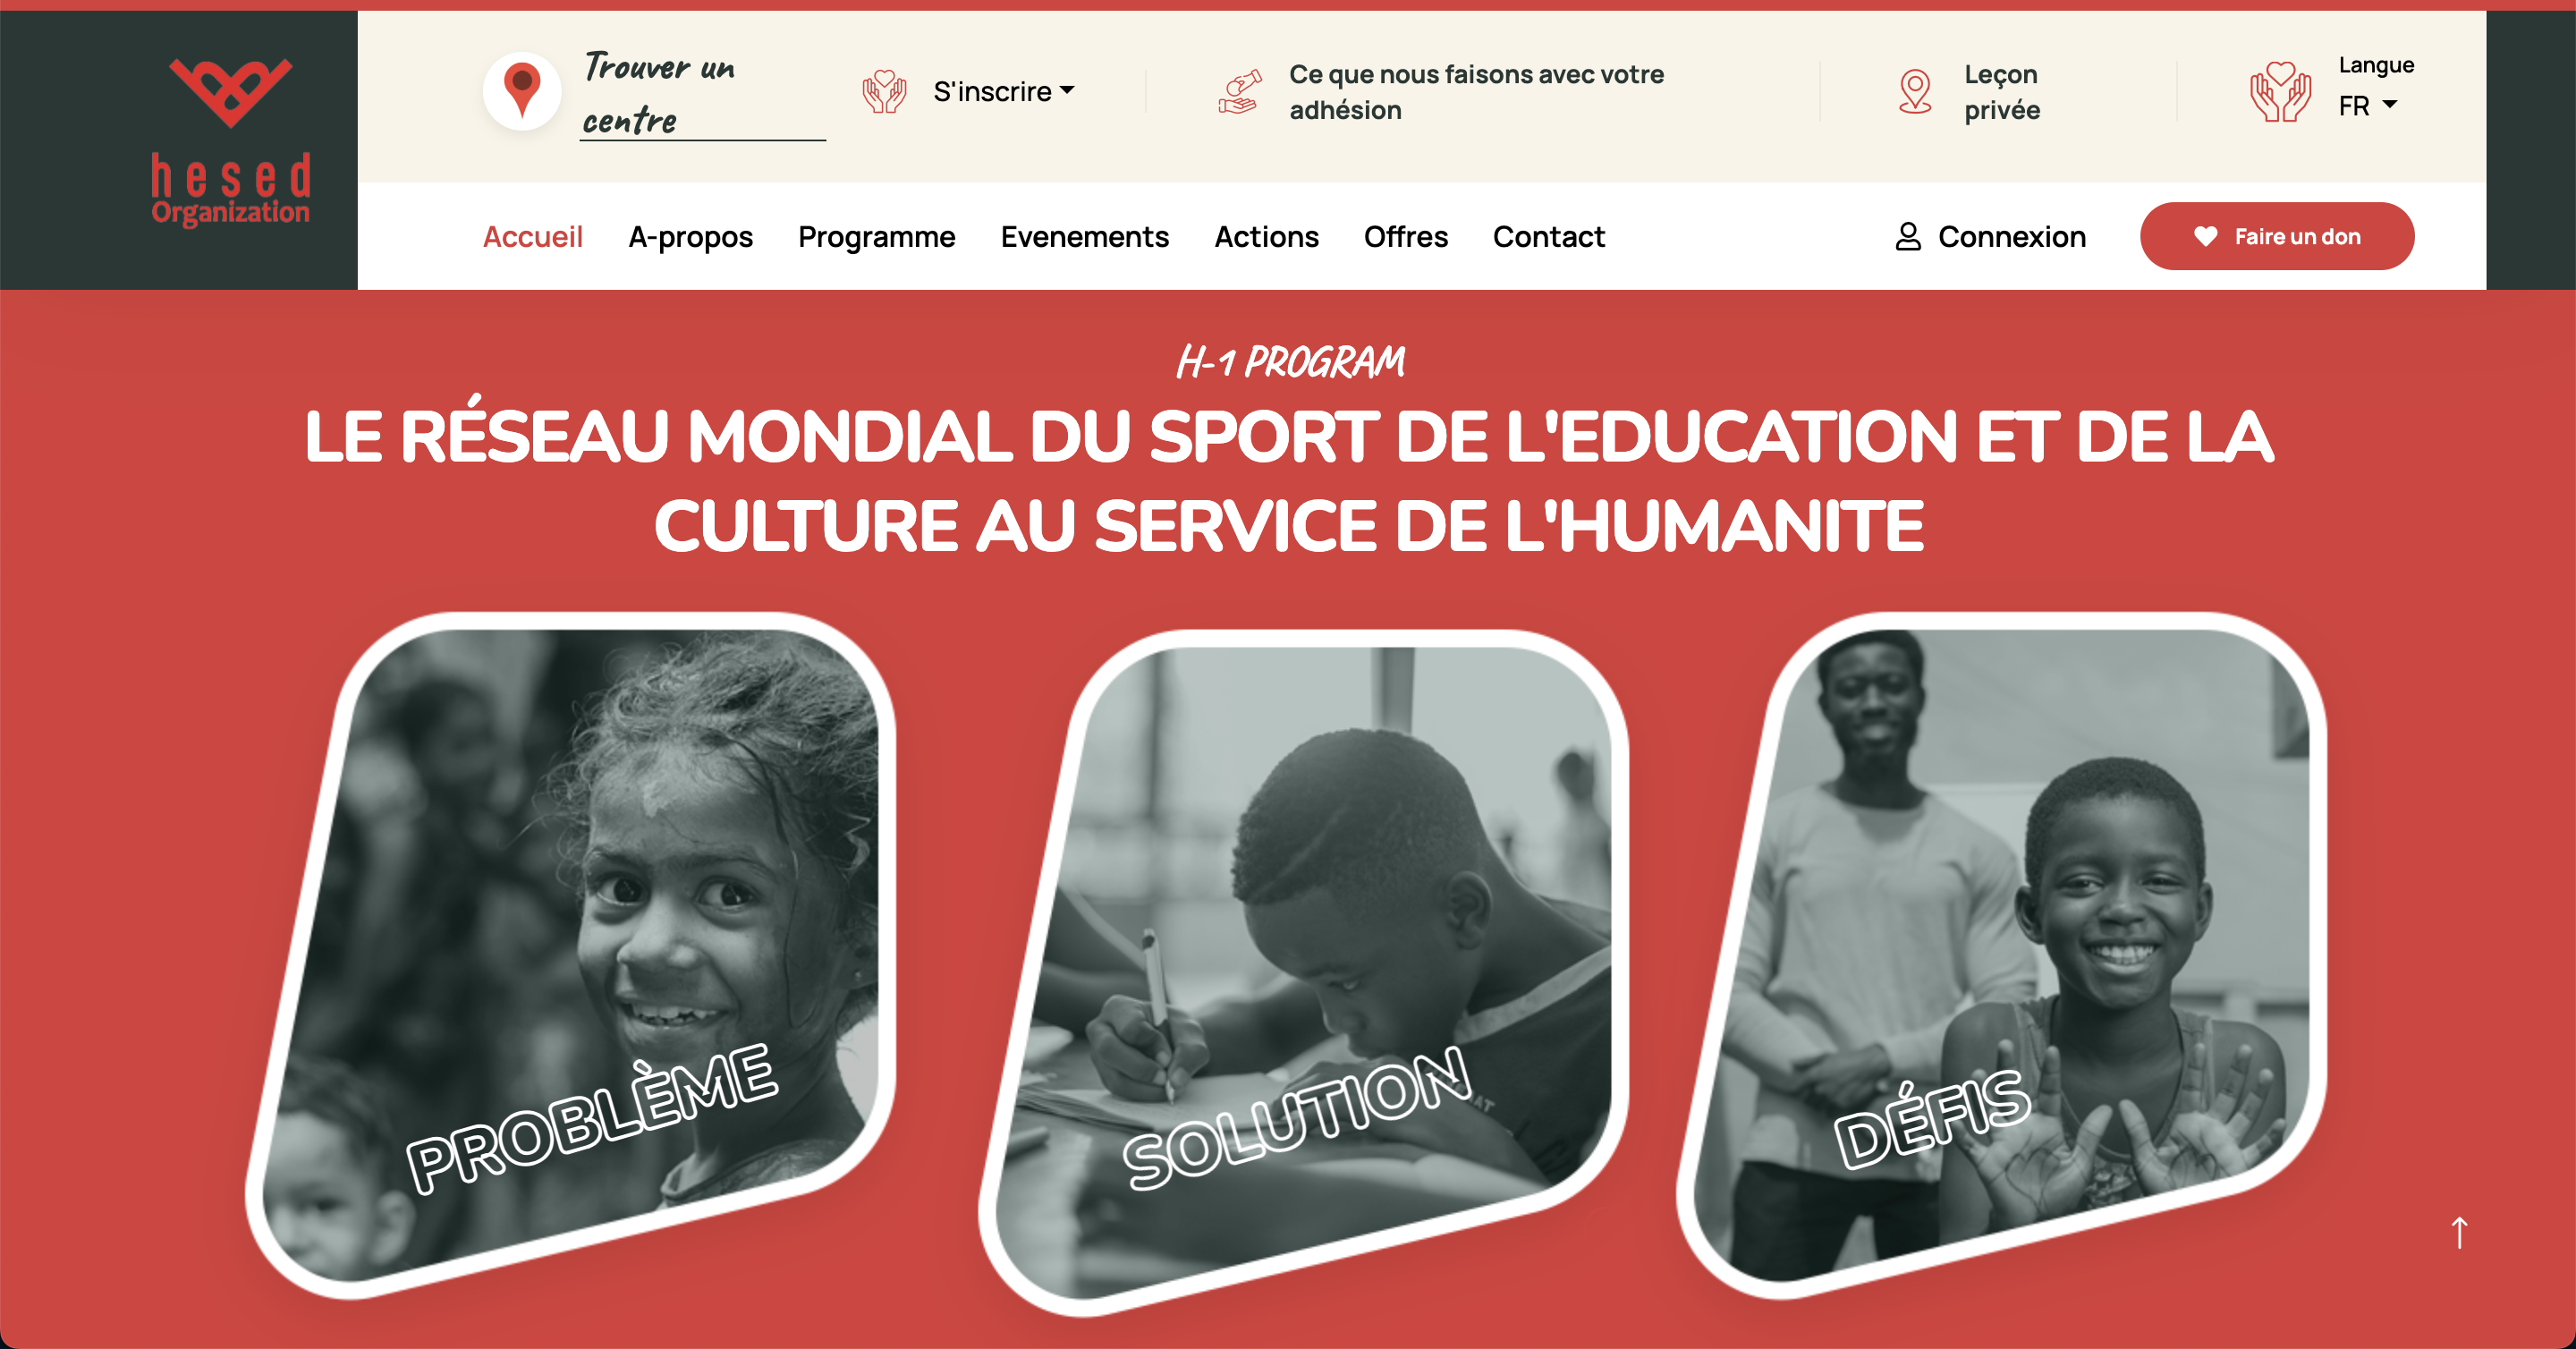 hesed
Organization
Trouver un
centre
S'inscrire
Ce que nous faisons avec votre
adhésion
Leçon
privée
Langue
FR
Accueil
A-propos
Programme
Evenements
Actions
Offres
Contact
Connexion
Faire un don
H-1 PROGRAM
LE RÉSEAU MONDIAL DU SPORT DE L'EDUCATION ET DE LA
CULTURE AU SERVICE DE L'HUMANITE
PROBLÈME
SOLUTION
DÉFIS